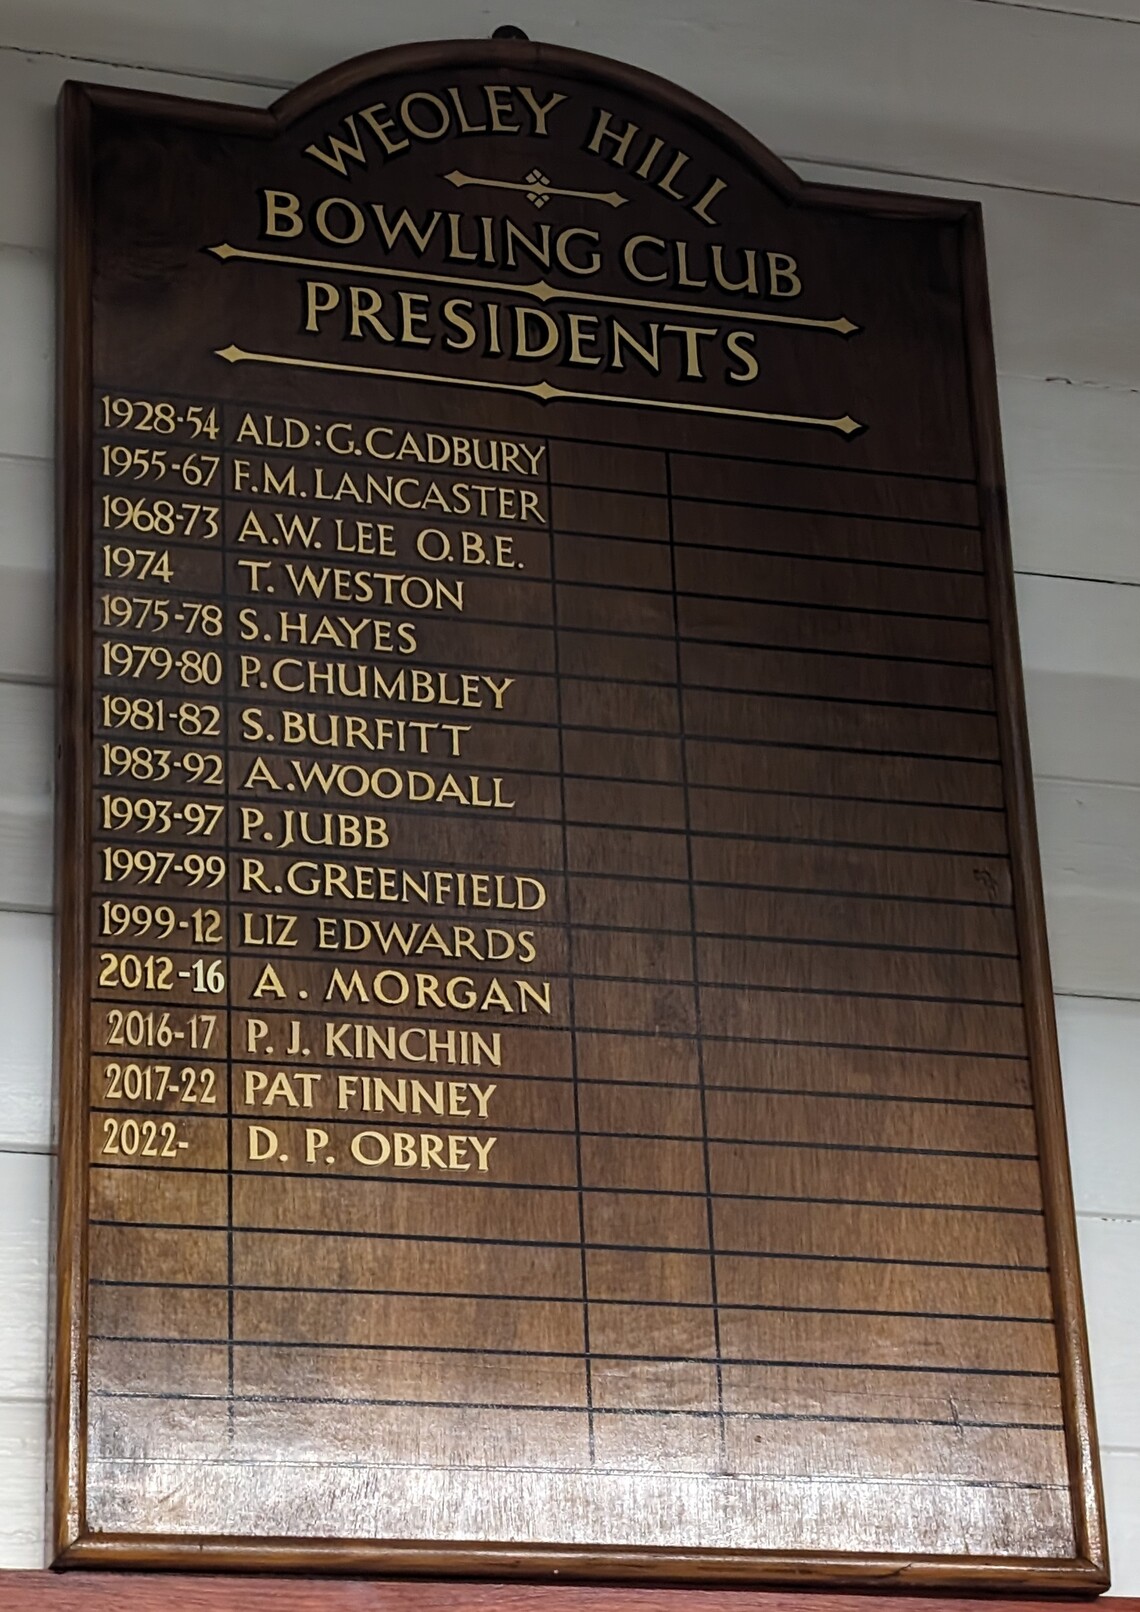 WEOLEY HILL
BOWLING CLUB
PRESIDENTS
1928-54 ALD:G.CADBURY
1955-67 F.M.LANCASTER
1968-73 A.W. LEE O.B.E.
1974 T. WESTON
1975-78 S.HAYES
1979-80 P.CHUMBLEY
1981-82 S.BURFITT
1983-92 A.WOODALL
1993-97 P.JUBB
1997-99 R.GREENFIELD
1999-12 LIZ EDWARDS
2012-16 A. MORGAN
2016-17 P. J. KINCHIN
2017-22 PAT FINNEY
2022- D. P. OBREY